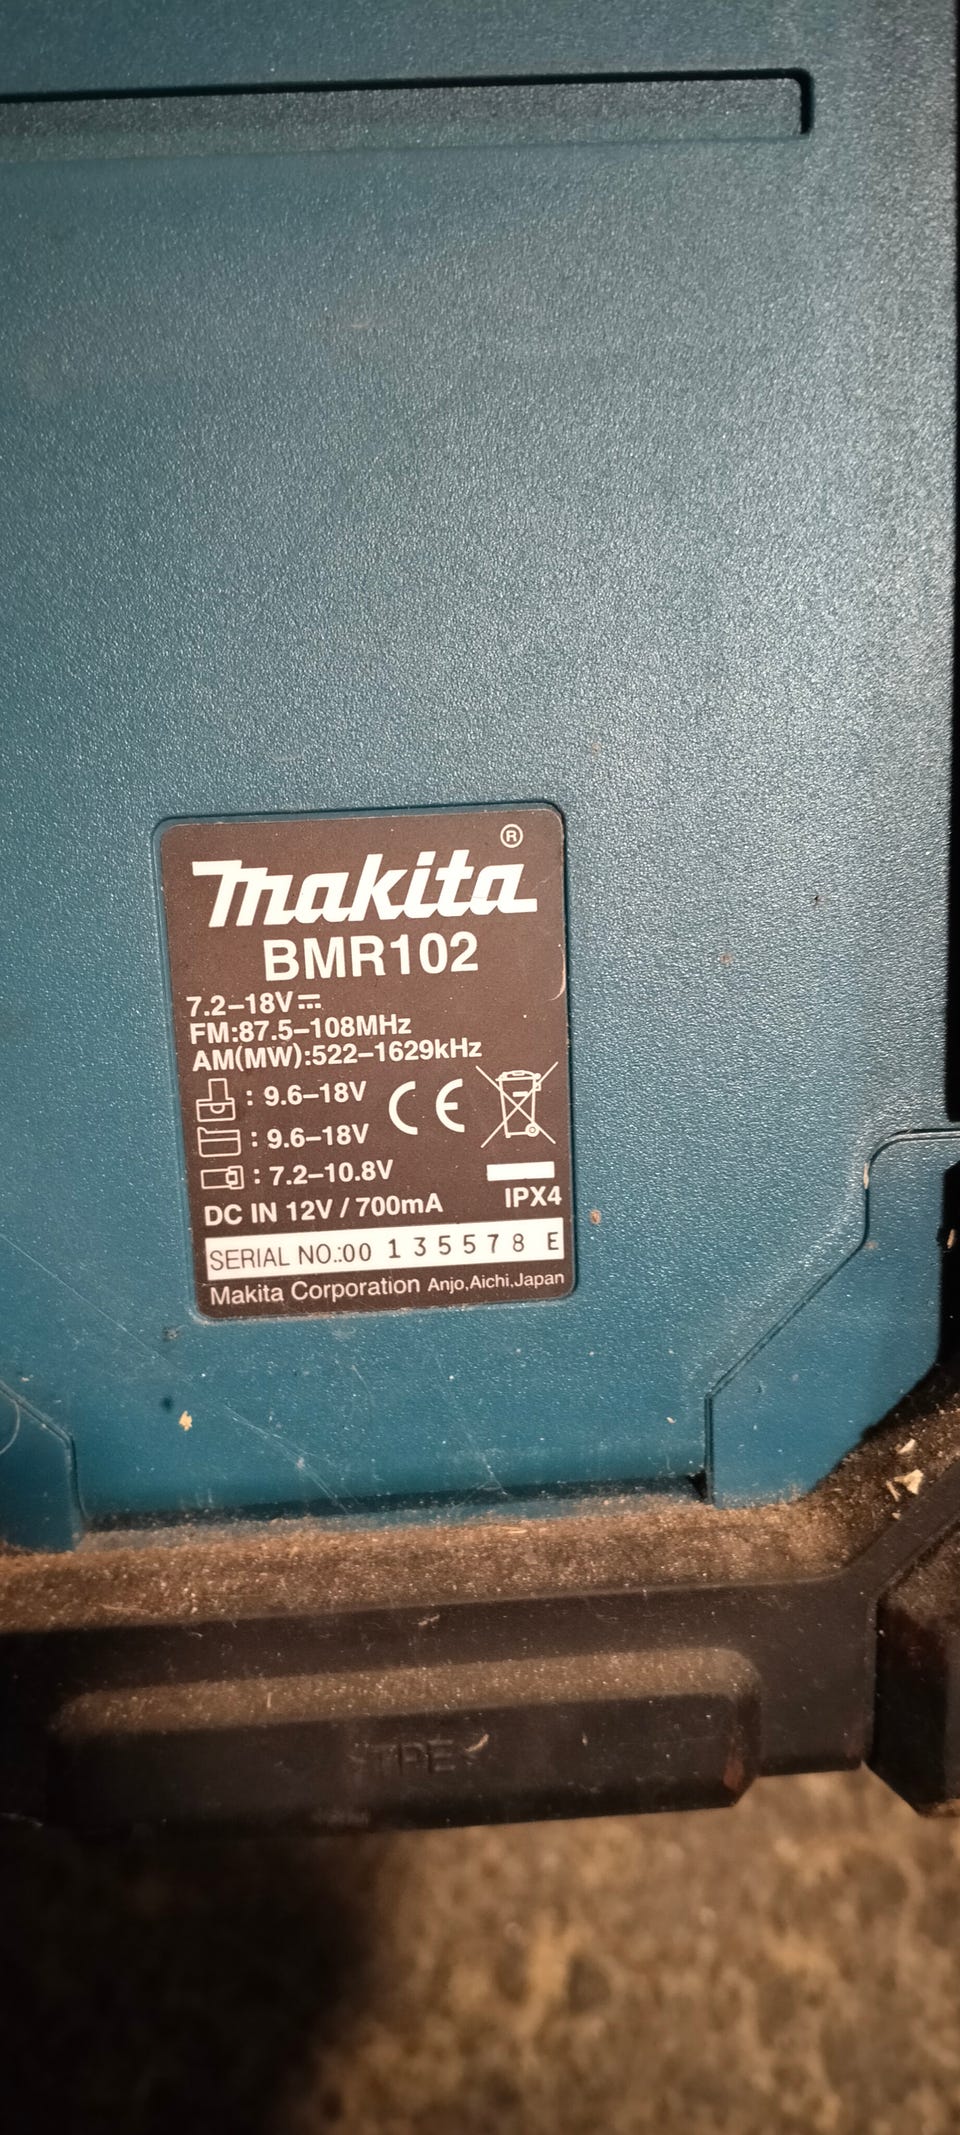 makita®
BMR102
7.2–18V⎓
FM:87.5–108MHz
AM(MW):522–1629kHz
: 9.6–18V
CE
: 9.6–18V
: 7.2–10.8V
DC IN 12V / 700mA
IPX4
SERIAL NO.:00 1 3 5 5 7 8 E
Makita Corporation Anjo,Aichi,Japan
TPE